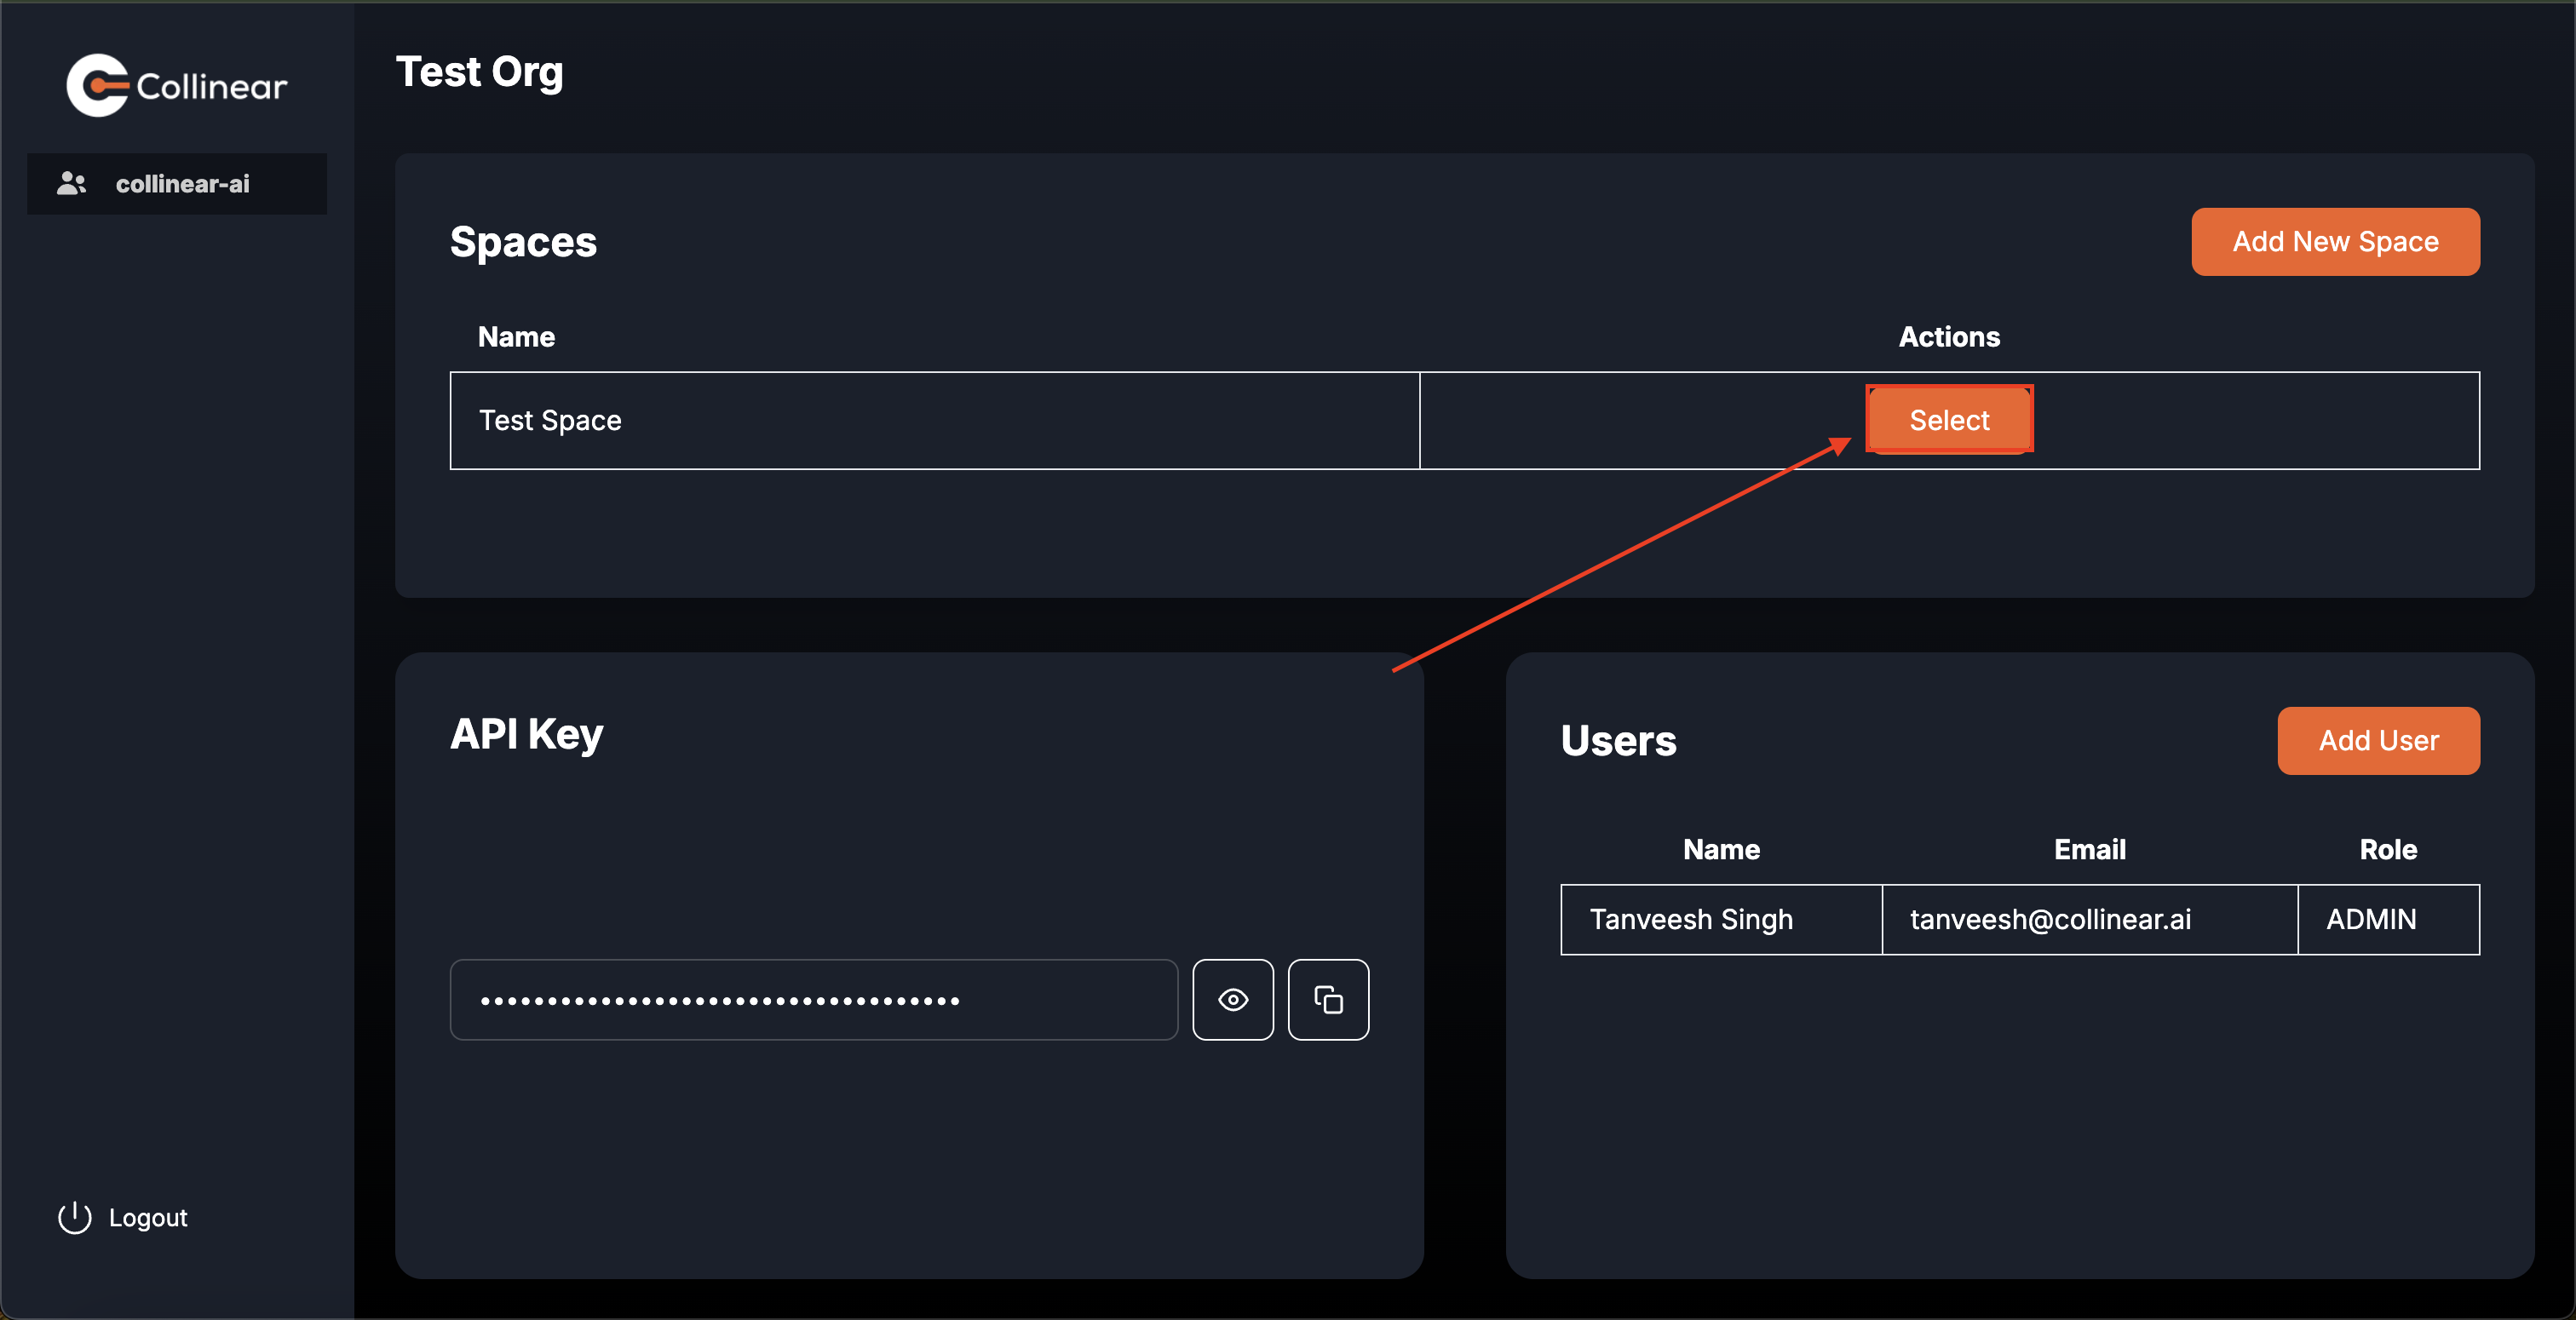 Collinear
collinear-ai
Logout
Test Org
Spaces
Add New Space
Name Actions
Test Space Select
API Key
••••••••••••••••••••••••••••••••••••
Users
Add User
Name Email Role
Tanveesh Singh tanveesh@collinear.ai ADMIN